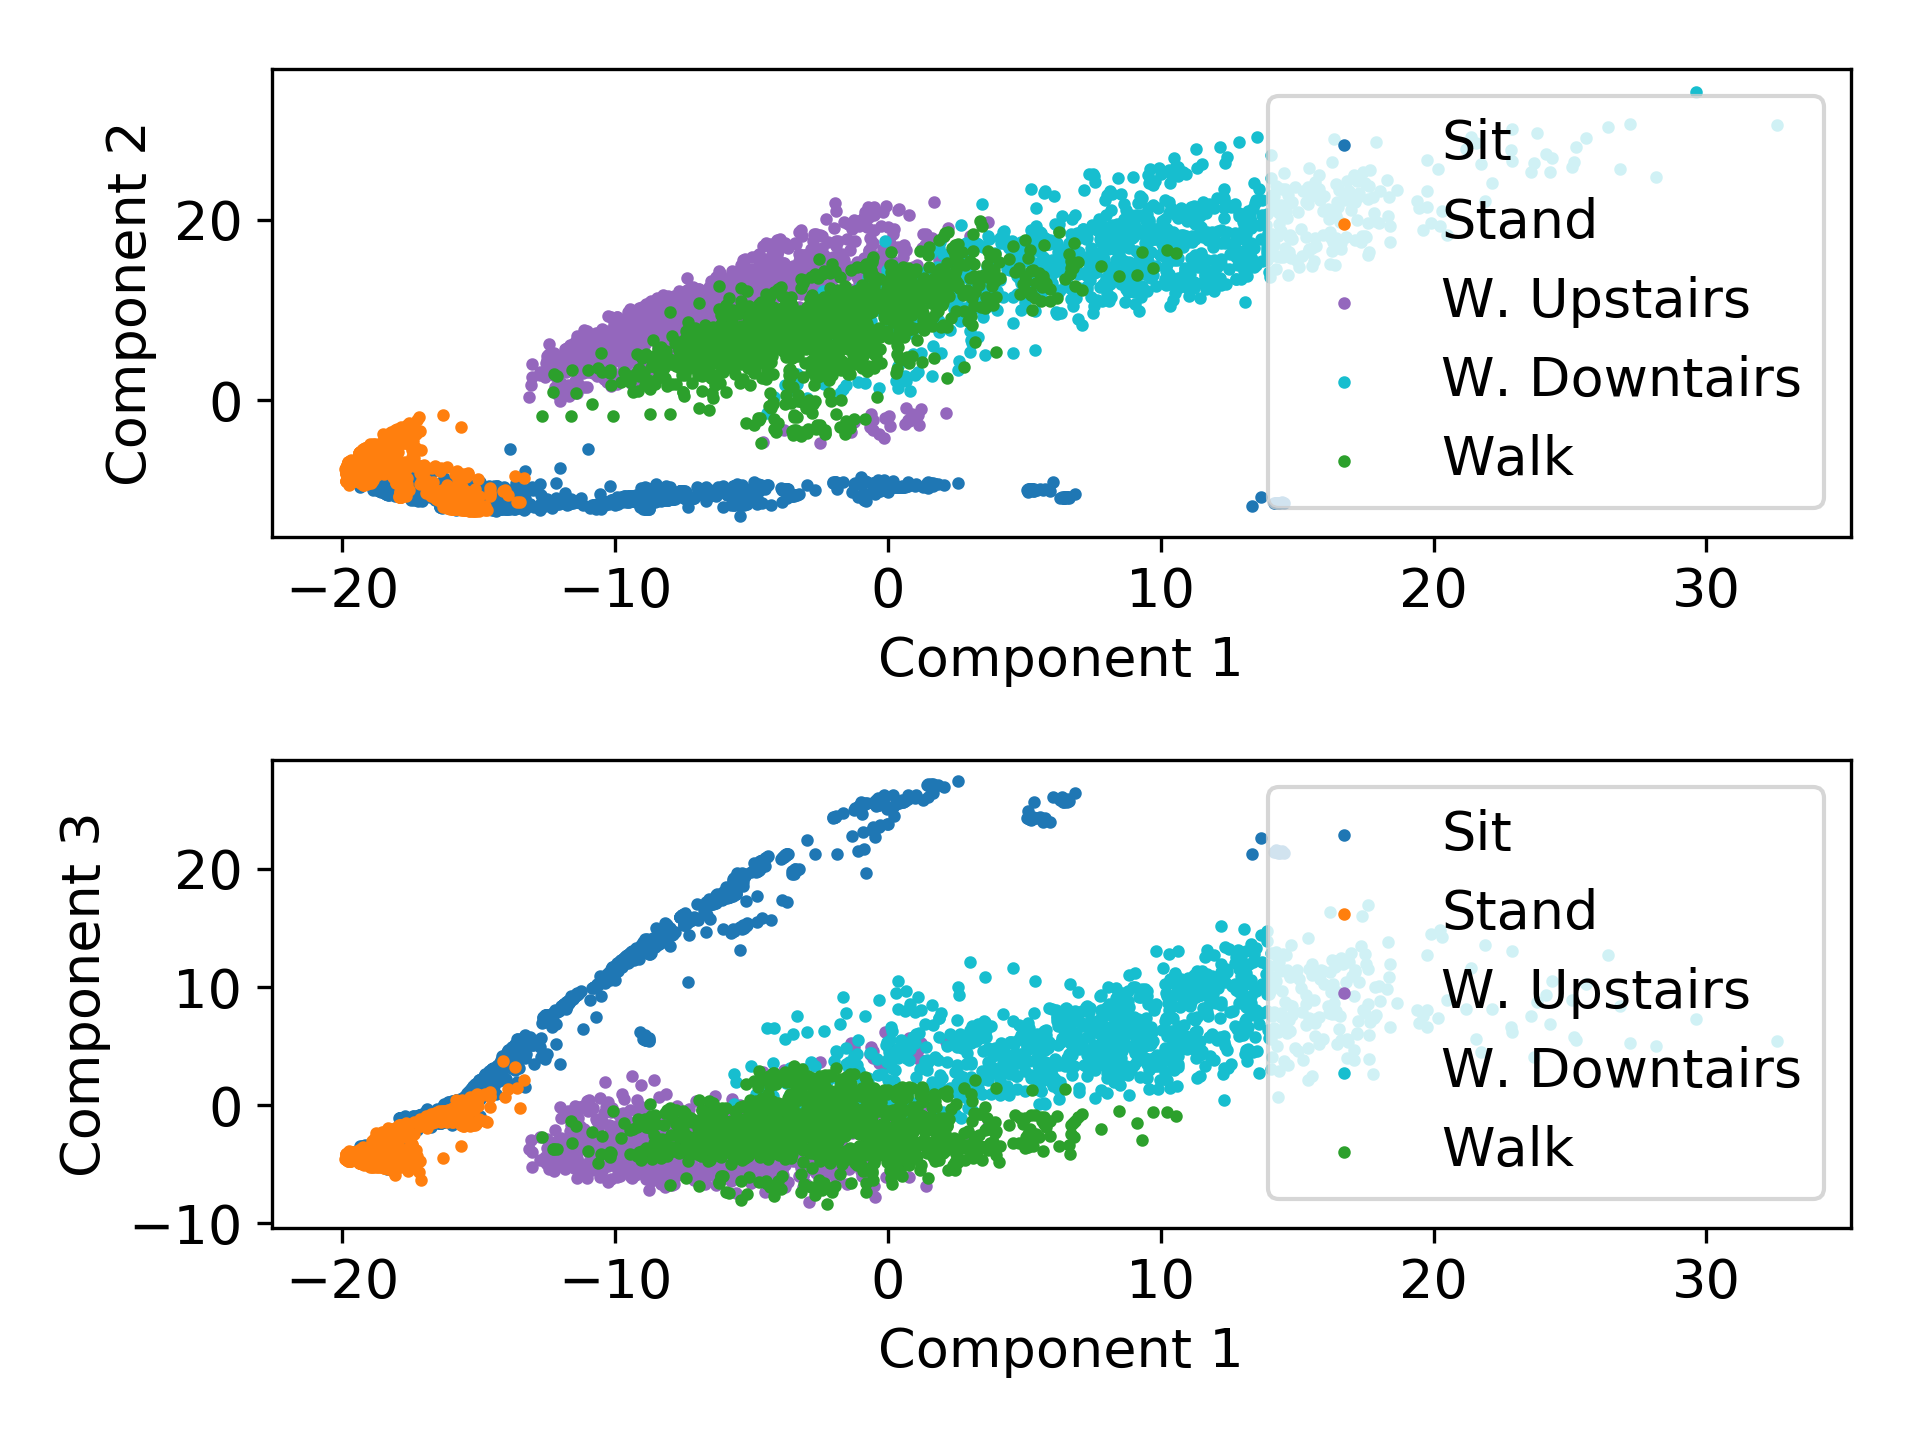 Component 2
20
0
Sit
Stand
W. Upstairs
W. Downtairs
Walk
−20 −10 0 10 20 30
Component 1
Component 3
20
10
0
−10
Sit
Stand
W. Upstairs
W. Downtairs
Walk
−20 −10 0 10 20 30
Component 1